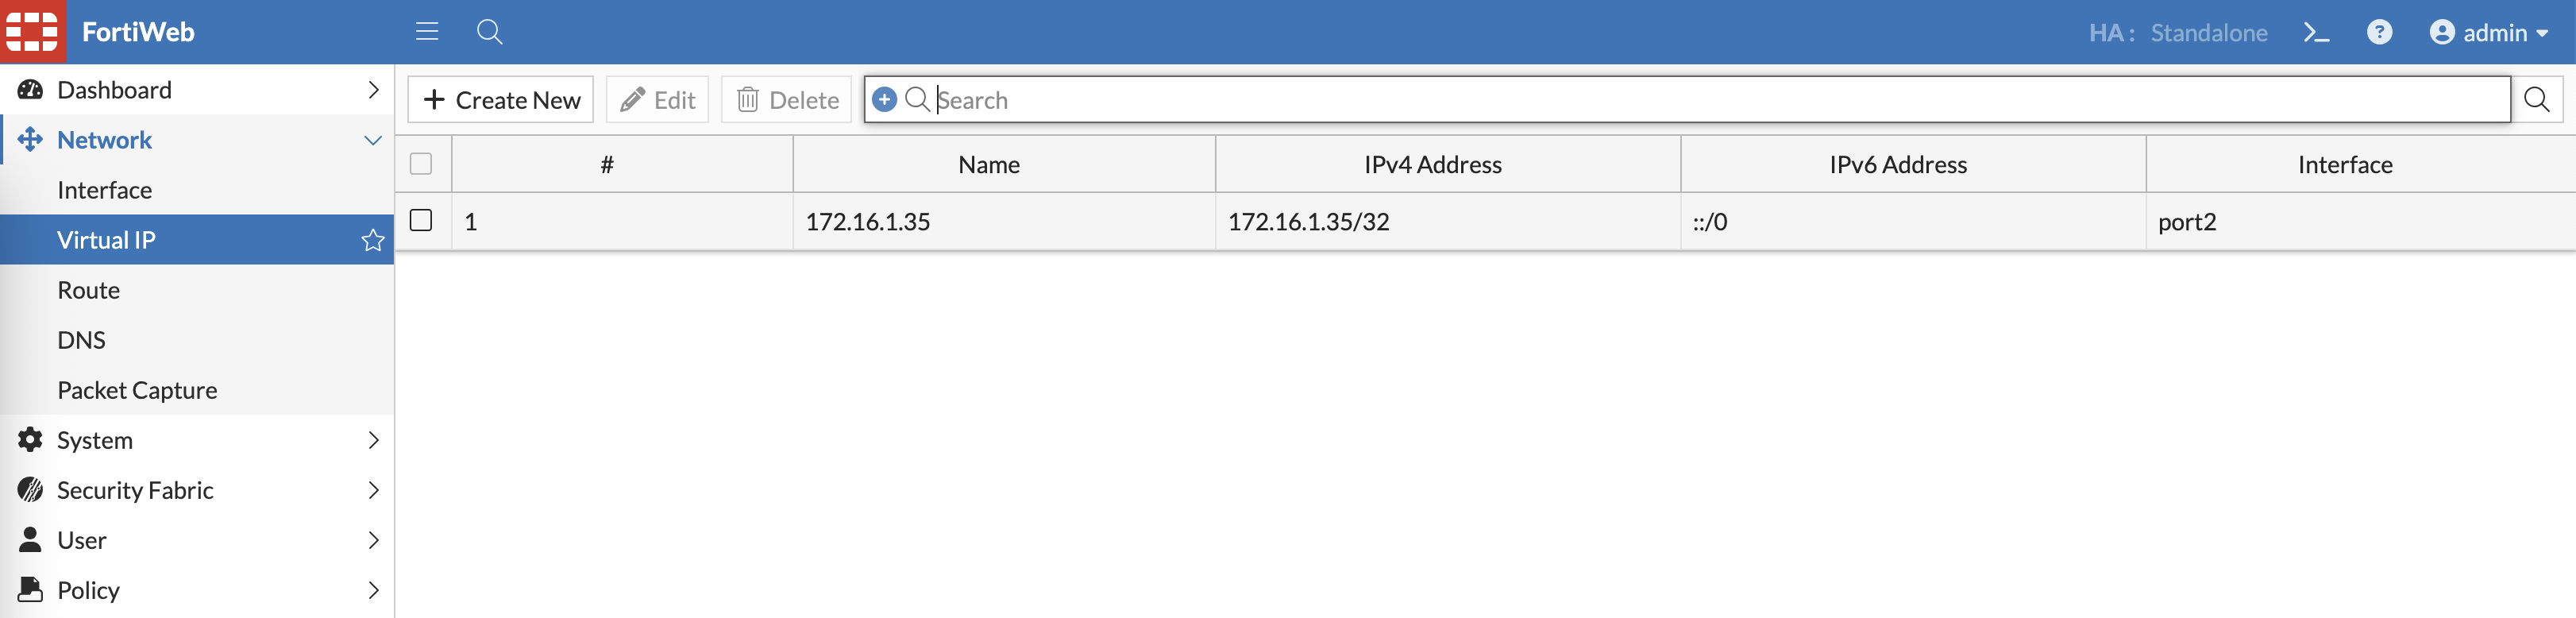 FortiWeb
HA: Standalone
admin
Dashboard
Network
Interface
Virtual IP
Route
DNS
Packet Capture
System
Security Fabric
User
Policy
Create New Edit Delete Search
# Name IPv4 Address IPv6 Address Interface
1 172.16.1.35 172.16.1.35/32 ::/0 port2